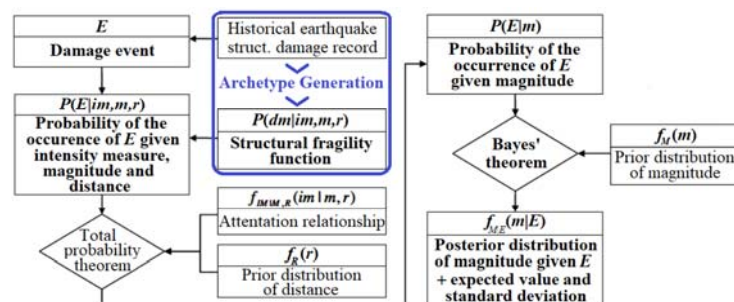 E
Damage event
Historical earthquake
struct. damage record
Archetype Generation
P(E|im,m,r)
Probability of the
occurence of E given
intensity measure,
magnitude and
distance
P(dm|im,m,r)
Structural fragility
function
Total
probability
theorem
f_IM|M,R(im|m,r)
Attentation relationship
f_R(r)
Prior distribution
of distance
P(E|m)
Probability of the
occurrence of E
given magnitude
Bayes'
theorem
f_M(m)
Prior distribution
of magnitude
f_M|E(m|E)
Posterior distribution
of magnitude given E
+ expected value and
standard deviation